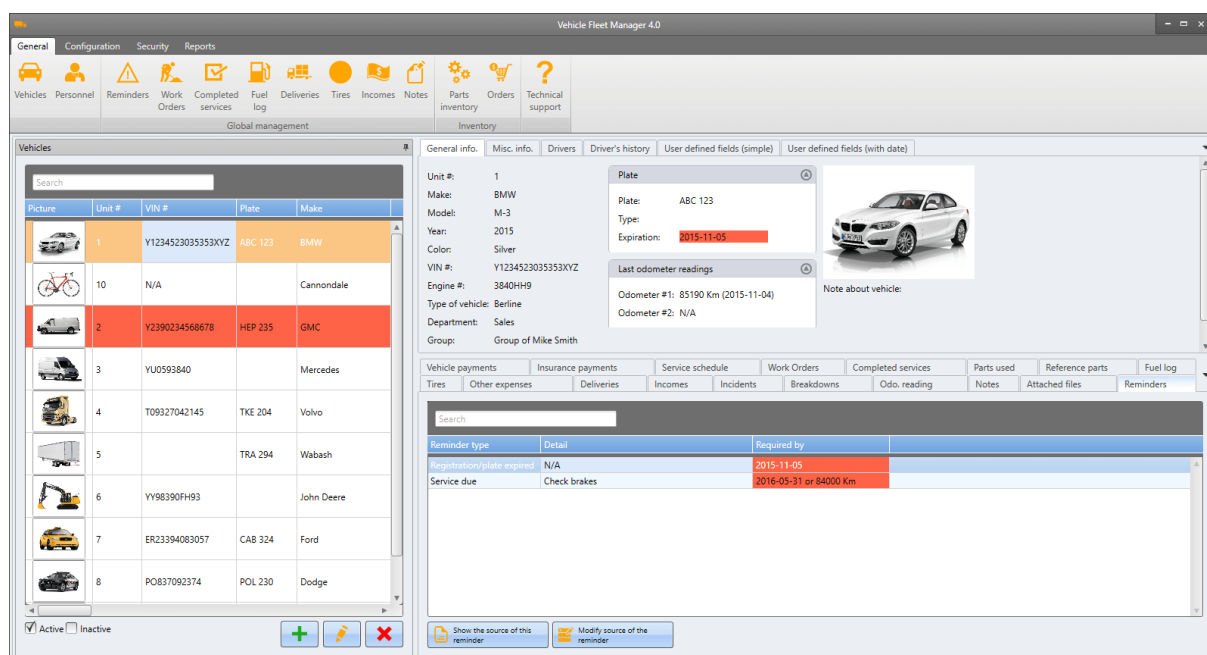 Vehicle Fleet Manager 4.0
General Configuration Security Reports
Vehicles Personnel Reminders Work Orders Completed services Fuel log Deliveries Tires Incomes Notes Parts inventory Orders Technical support
Global management Inventory
Vehicles
Search
Picture Unit # VIN # Plate Make
1 Y1234523035353XYZ ABC 123 BMW
10 N/A Cannondale
2 Y2390234568678 HEP 235 GMC
3 YU0593840 Mercedes
4 T09327042145 TKE 204 Volvo
5 TRA 294 Wabash
6 YY98390FH93 John Deere
7 ER23394083057 CAB 324 Ford
8 PO837092374 POL 230 Dodge
Active Inactive
General info. Misc. info. Drivers Driver's history User defined fields (simple) User defined fields (with date)
Unit #: 1
Make: BMW
Model: M-3
Year: 2015
Color: Silver
VIN #: Y1234523035353XYZ
Engine #: 3840HH9
Type of vehicle: Berline
Department: Sales
Group: Group of Mike Smith
Plate
Plate: ABC 123
Type:
Expiration: 2015-11-05
Last odometer readings
Odometer #1: 85190 Km (2015-11-04)
Odometer #2: N/A
Note about vehicle:
Vehicle payments Insurance payments Service schedule Work Orders Completed services Parts used Reference parts Fuel log
Tires Other expenses Deliveries Incomes Incidents Breakdowns Odo. reading Notes Attached files Reminders
Search
Reminder type Detail Required by
Registration/plate expired N/A 2015-11-05
Service due Check brakes 2016-05-31 or 84000 Km
Show the source of this
reminder
Modify source of the
reminder